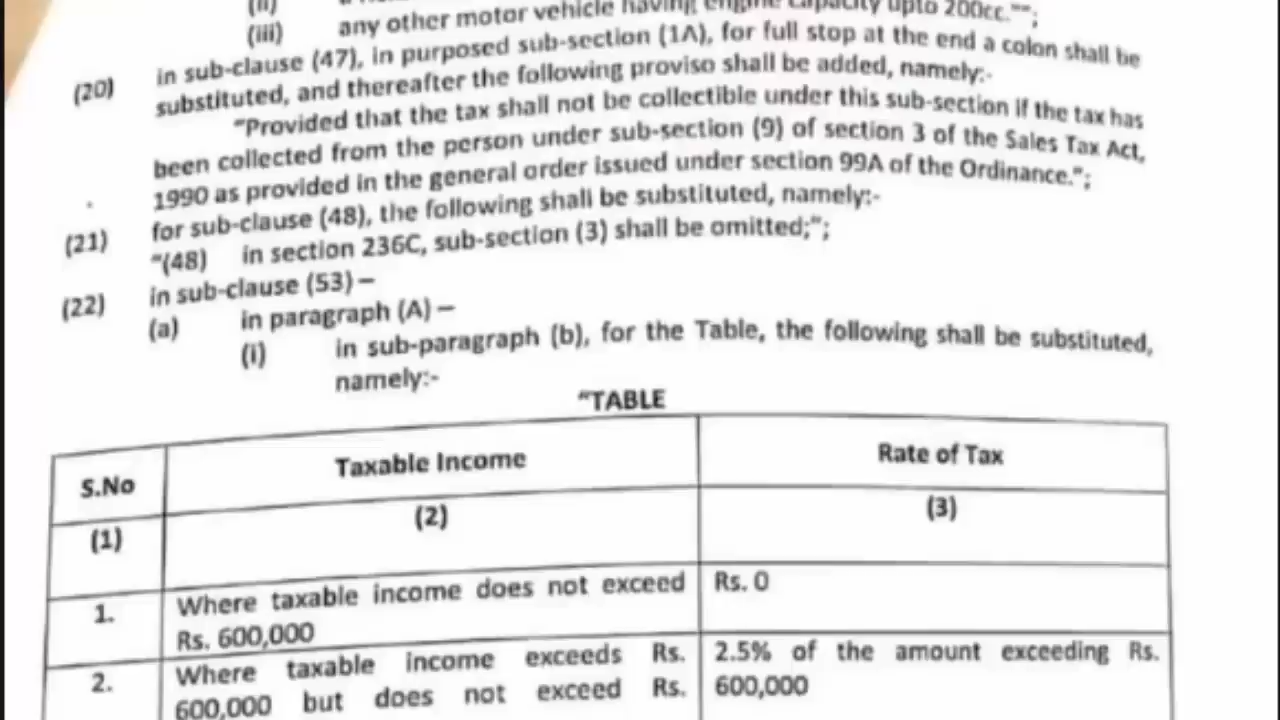 (iii) any other motor vehicle having engine capacity upto 200cc."";
(20) in sub-clause (47), in purposed sub-section (1A), for full stop at the end a colon shall be
substituted, and thereafter the following proviso shall be added, namely:-
"Provided that the tax shall not be collectible under this sub-section if the tax has
been collected from the person under sub-section (9) of section 3 of the Sales Tax Act,
1990 as provided in the general order issued under section 99A of the Ordinance.";
(21) for sub-clause (48), the following shall be substituted, namely:-
"(48) in section 236C, sub-section (3) shall be omitted;";
(22) in sub-clause (53) –
(a) in paragraph (A) –
(i) in sub-paragraph (b), for the Table, the following shall be substituted,
namely:-
"TABLE
S.No Taxable Income Rate of Tax
(1) (2) (3)
1. Where taxable income does not exceed Rs. 0
Rs. 600,000
2. Where taxable income exceeds Rs. 2.5% of the amount exceeding Rs.
600,000 but does not exceed Rs. 600,000